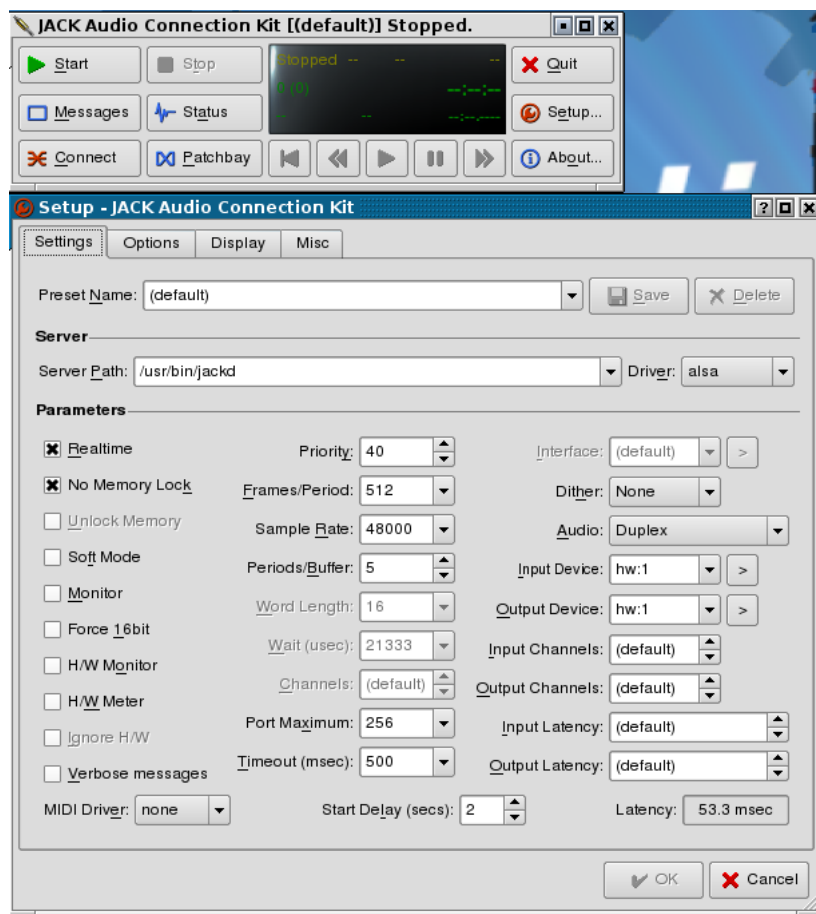 JACK Audio Connection Kit [(default)] Stopped.
Start Stop Stopped -- -- -- Quit
0 (0) --:--:--
Messages Status -- -- --:--.---- Setup...
Connect Patchbay About...
Setup - JACK Audio Connection Kit
Settings Options Display Misc
Preset Name: (default) Save Delete
Server
Server Path: /usr/bin/jackd Driver: alsa
Parameters
Realtime Priority: 40 Interface: (default) >
No Memory Lock Frames/Period: 512 Dither: None
Unlock Memory Sample Rate: 48000 Audio: Duplex
Soft Mode Periods/Buffer: 5 Input Device: hw:1 >
Monitor Word Length: 16 Output Device: hw:1 >
Force 16bit Wait (usec): 21333 Input Channels: (default)
H/W Monitor Channels: (default) Output Channels: (default)
H/W Meter Port Maximum: 256 Input Latency: (default)
Ignore H/W Timeout (msec): 500 Output Latency: (default)
Verbose messages
MIDI Driver: none Start Delay (secs): 2 Latency: 53.3 msec
OK Cancel